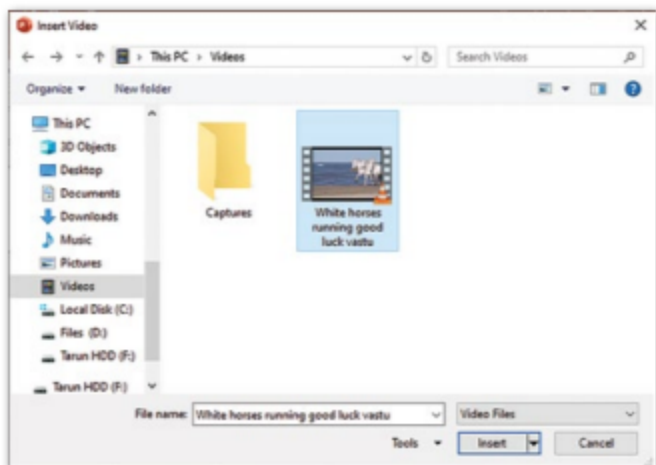 Insert Video
This PC > Videos
Search Videos
Organize
New folder
This PC
3D Objects
Desktop
Documents
Downloads
Music
Pictures
Videos
Local Disk (C:)
Files (D:)
Tarun HDD (F:)
Tarun HDD (F:)
Captures
White horses
running good
luck vastu
File name: White horses running good luck vastu
Video Files
Tools
Insert
Cancel